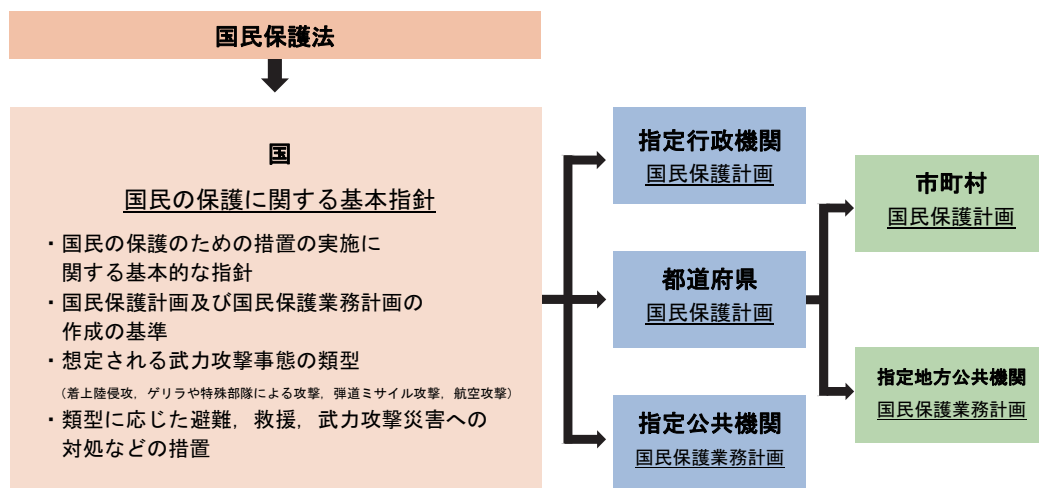 国民保護法
国
国民の保護に関する基本指針
・国民の保護のための措置の実施に
関する基本的な指針
・国民保護計画及び国民保護業務計画の
作成の基準
・想定される武力攻撃事態の類型
（着上陸侵攻，ゲリラや特殊部隊による攻撃，弾道ミサイル攻撃，航空攻撃）
・類型に応じた避難，救援，武力攻撃災害への
対処などの措置
指定行政機関
国民保護計画
都道府県
国民保護計画
指定公共機関
国民保護業務計画
市町村
国民保護計画
指定地方公共機関
国民保護業務計画